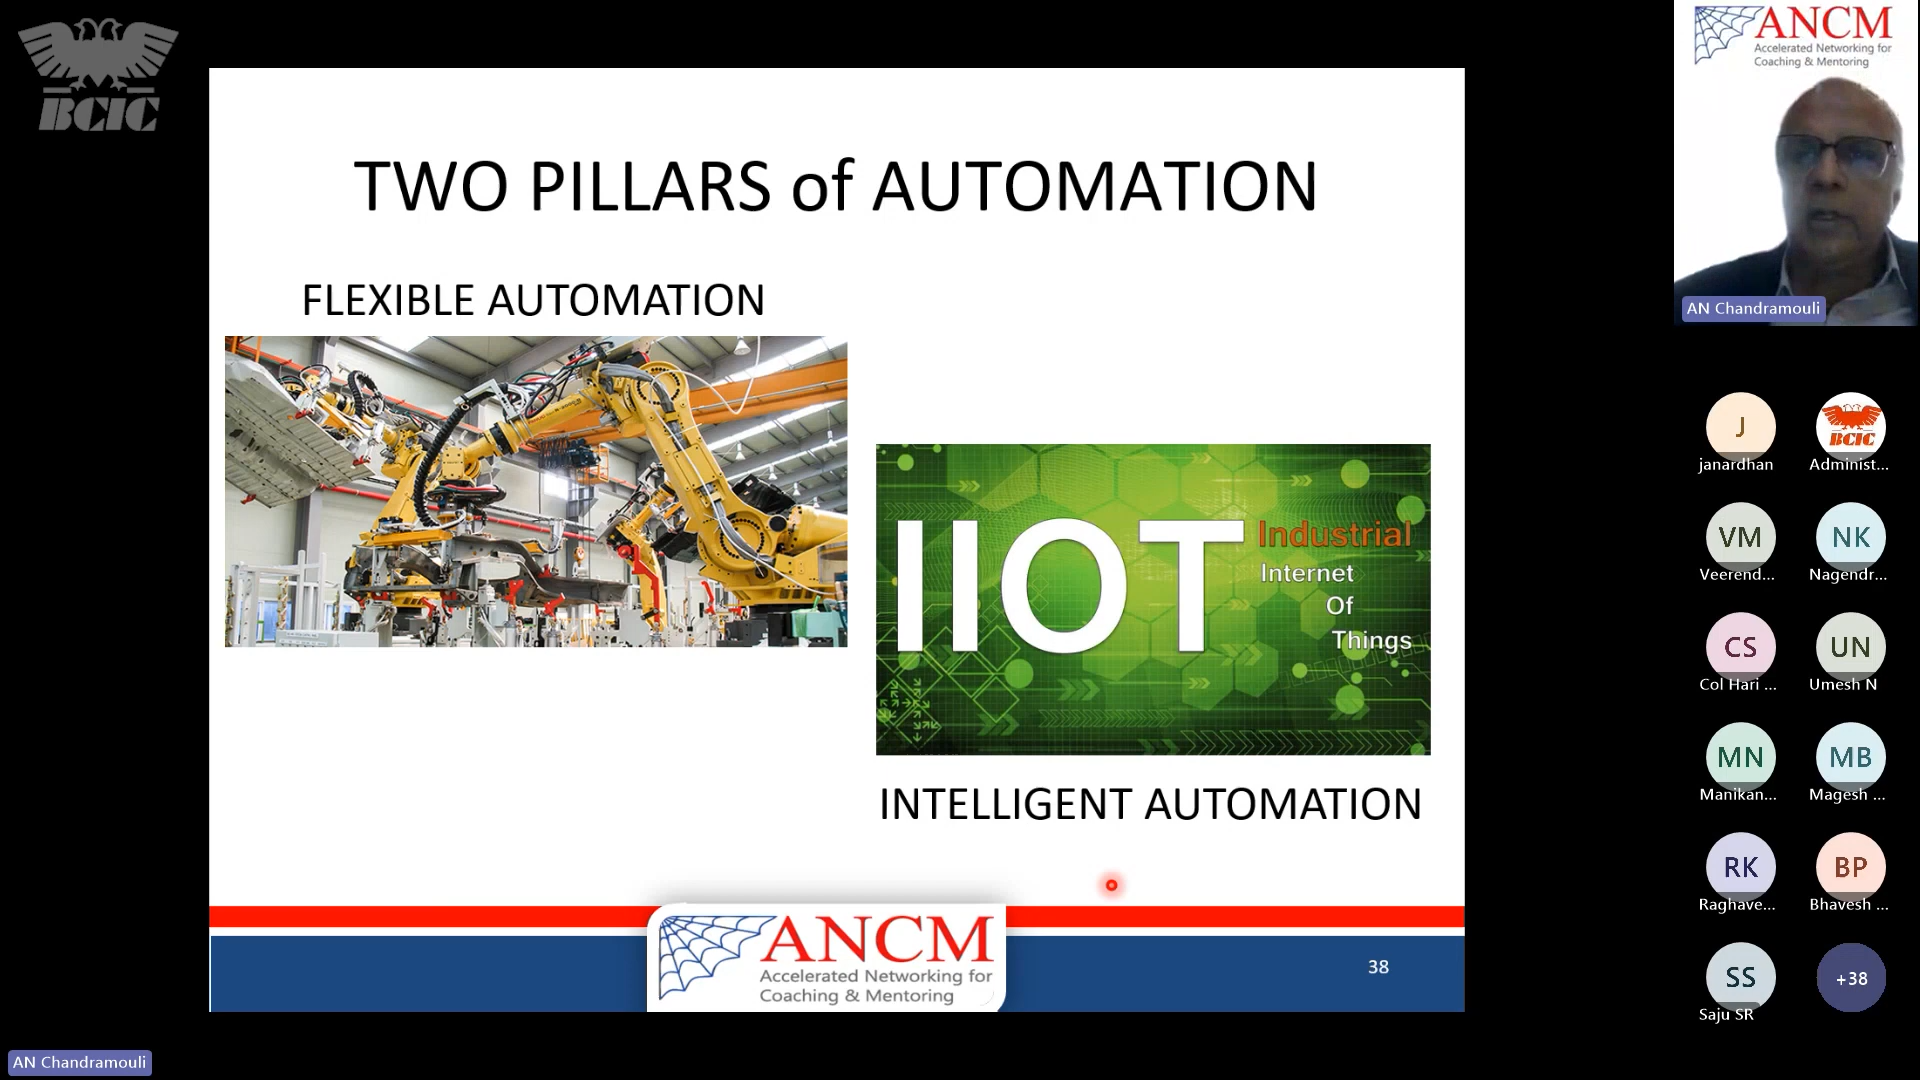 BCIC
TWO PILLARS of AUTOMATION
FLEXIBLE AUTOMATION
IIOT
Industrial
Internet
Of
Things
INTELLIGENT AUTOMATION
ANCM
Accelerated Networking for
Coaching & Mentoring
38
AN Chandramouli
ANCM
Accelerated Networking for
Coaching & Mentoring
AN Chandramouli
J
janardhan
BCIC
Administ...
VM
Veerend...
NK
Nagendr...
CS
Col Hari ...
UN
Umesh N
MN
Manikan...
MB
Magesh ...
RK
Raghave...
BP
Bhavesh ...
SS
Saju SR
+38